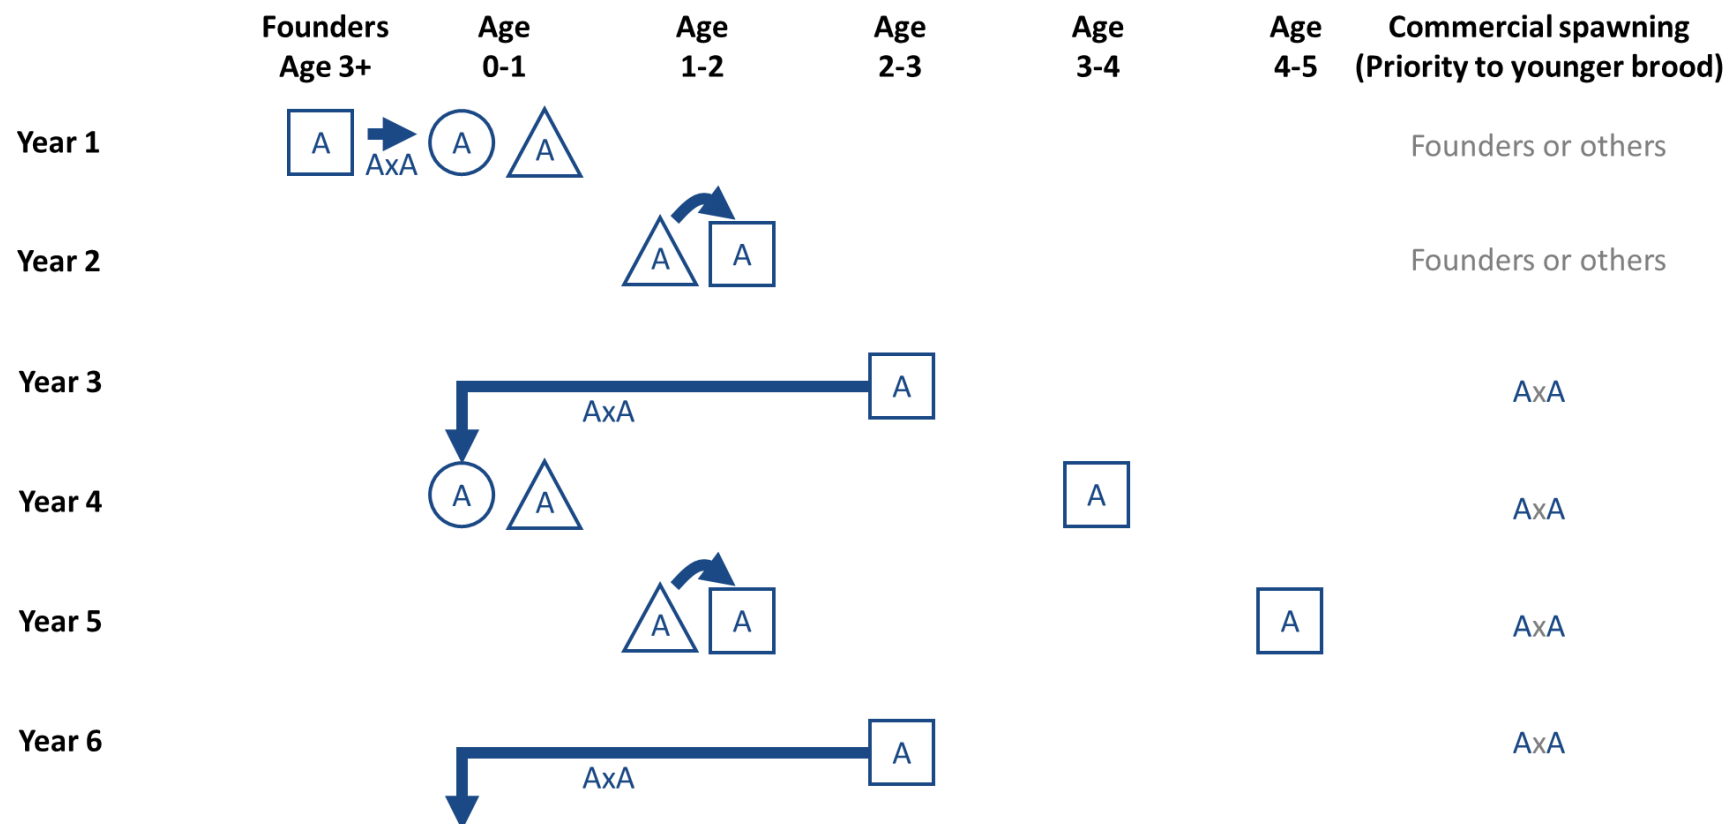 Founders Age Age Age Age Age Commercial spawning
Age 3+ 0-1 1-2 2-3 3-4 4-5 (Priority to younger brood)
Year 1 A AxA A A Founders or others
Year 2 A A Founders or others
Year 3 AxA A AxA
Year 4 A A A AxA
Year 5 A A A AxA
Year 6 AxA A AxA